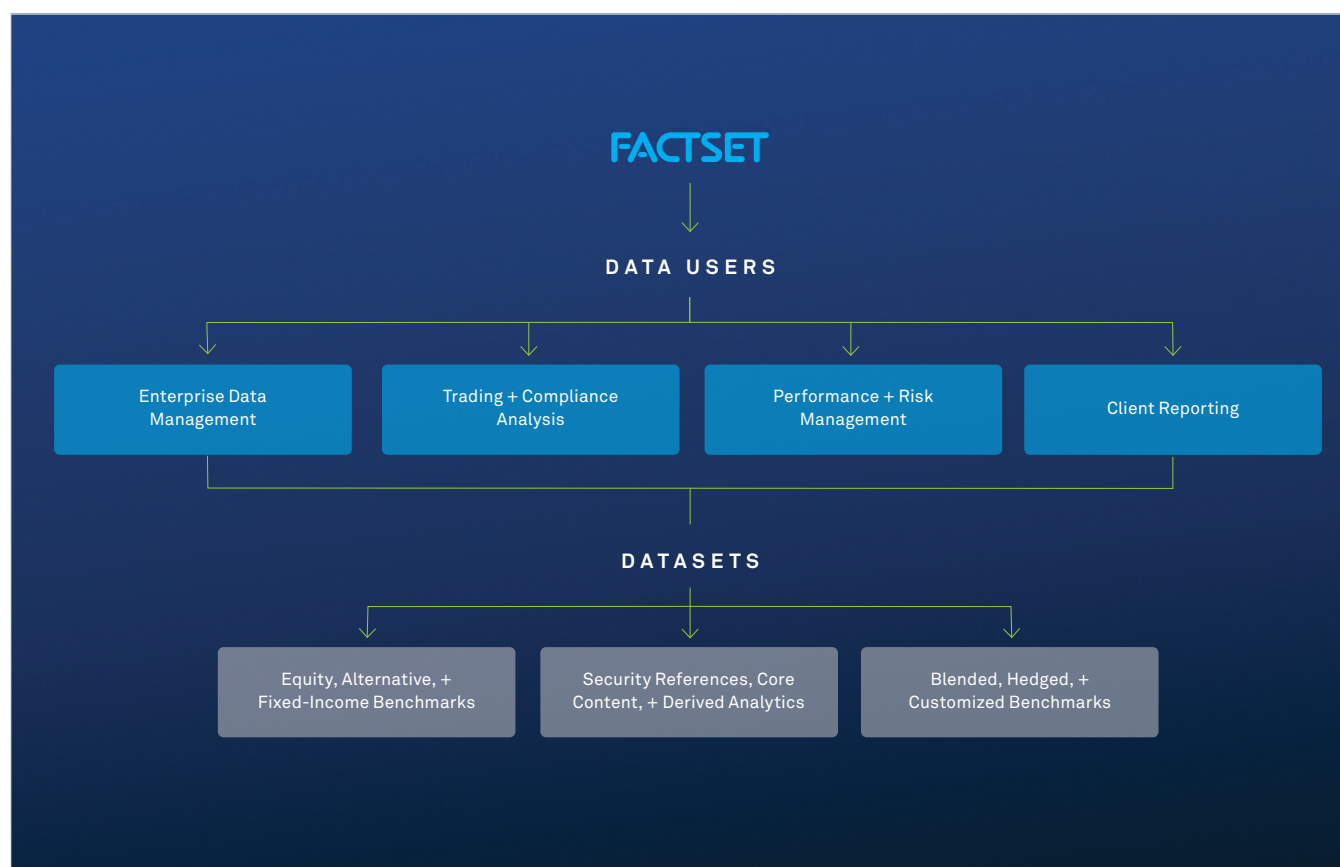 FACTSET
DATA USERS
Enterprise Data
Management
Trading + Compliance
Analysis
Performance + Risk
Management
Client Reporting
DATASETS
Equity, Alternative, +
Fixed-Income Benchmarks
Security References, Core
Content, + Derived Analytics
Blended, Hedged, +
Customized Benchmarks